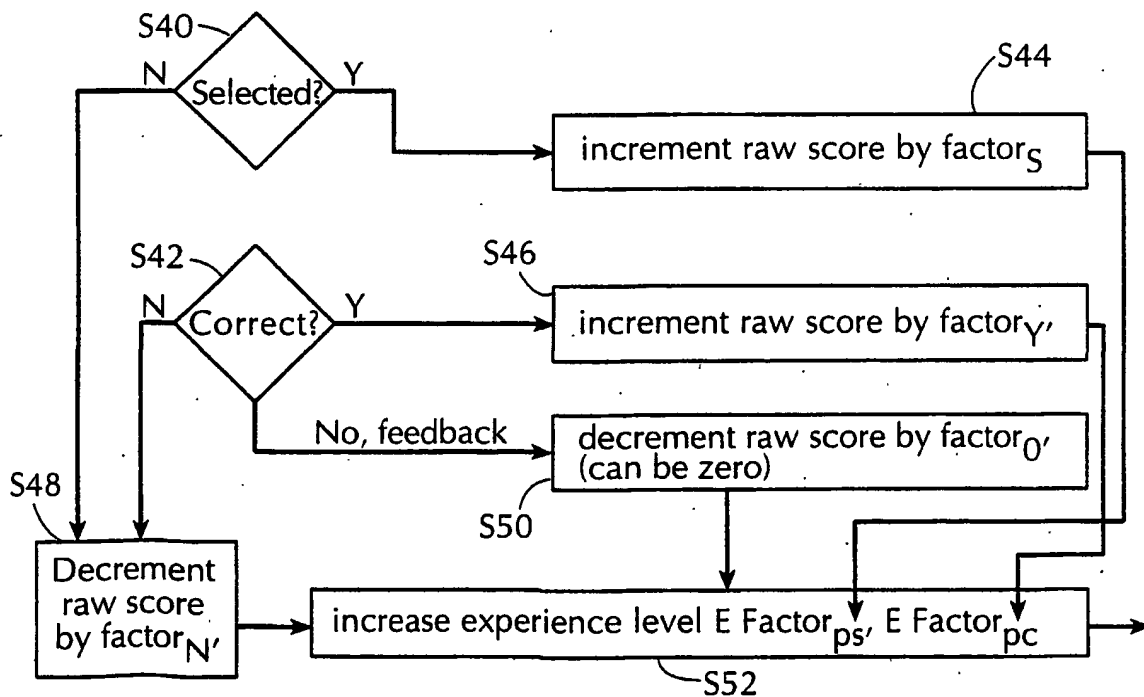 S40
N
Selected?
Y
S44
increment raw score by factorS
S42
N
Correct?
Y
S46
increment raw score by factorY'
No, feedback
decrement raw score by factor0'
(can be zero)
S48
S50
Decrement
raw score
by factorN'
increase experience level E Factorps, E Factorpc
S52